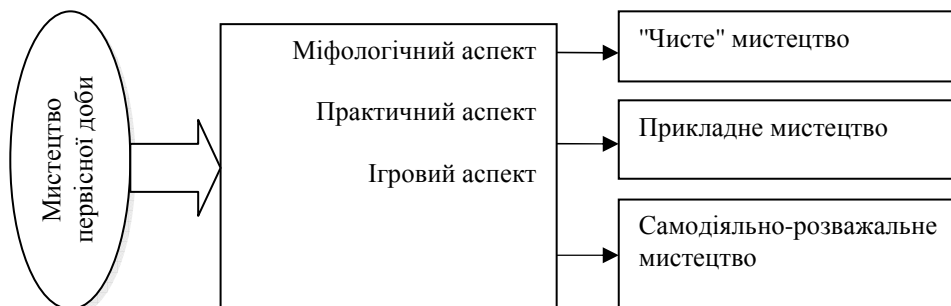 Мистецтво
первісної доби
Міфологічний аспект
Практичний аспект
Ігровий аспект
"Чисте" мистецтво
Прикладне мистецтво
Самодіяльно-розважальне
мистецтво